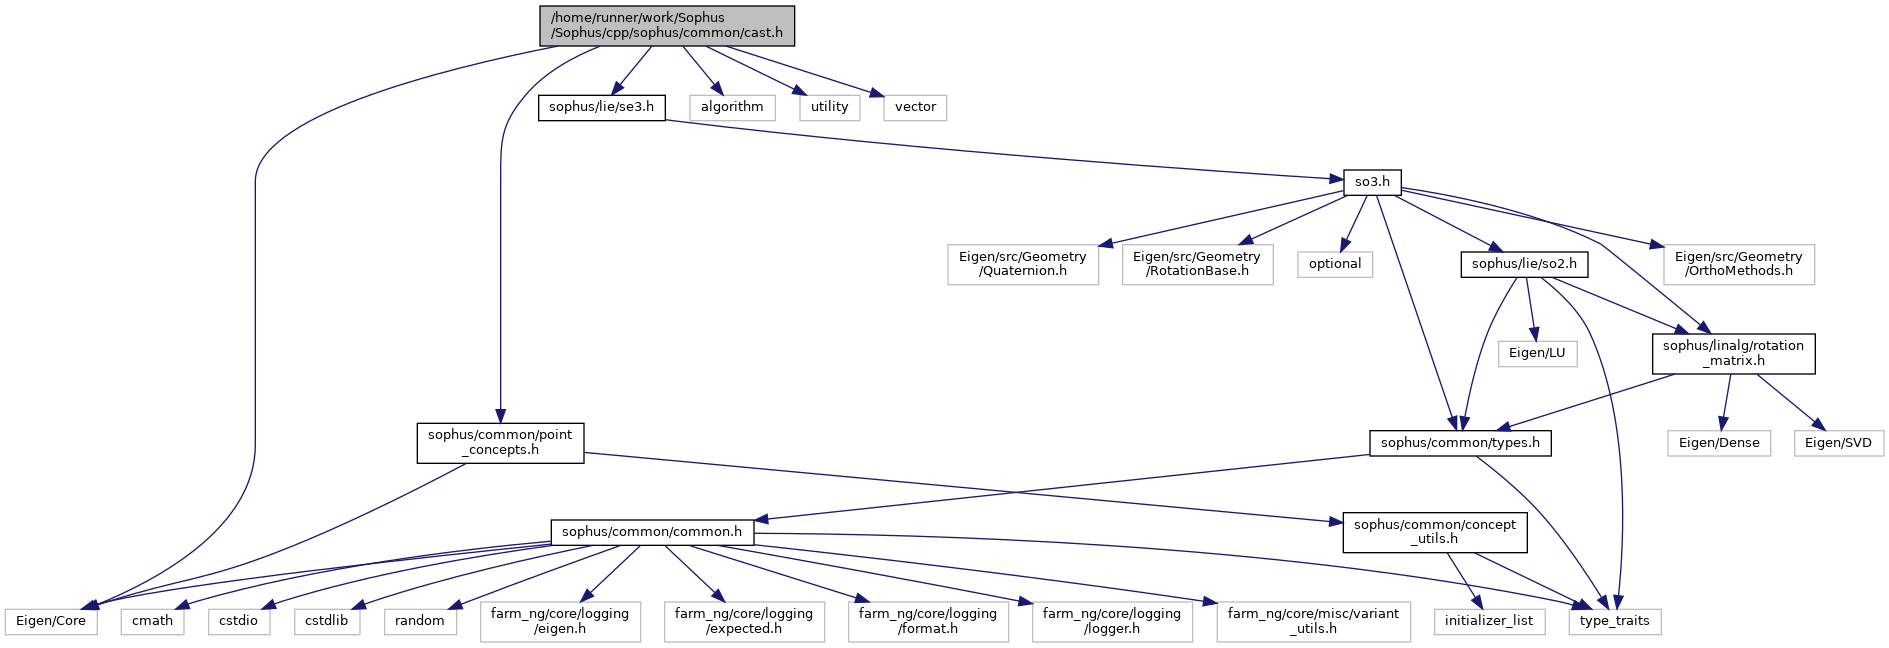 /home/runner/work/Sophus
/Sophus/cpp/sophus/common/cast.h
sophus/lie/se3.h
algorithm
utility
vector
so3.h
Eigen/src/Geometry
/Quaternion.h
Eigen/src/Geometry
/RotationBase.h
optional
sophus/lie/so2.h
Eigen/src/Geometry
/OrthoMethods.h
Eigen/LU
sophus/linalg/rotation
_matrix.h
sophus/common/point
_concepts.h
sophus/common/types.h
Eigen/Dense
Eigen/SVD
sophus/common/common.h
sophus/common/concept
_utils.h
Eigen/Core
cmath
cstdio
cstdlib
random
farm_ng/core/logging
/eigen.h
farm_ng/core/logging
/expected.h
farm_ng/core/logging
/format.h
farm_ng/core/logging
/logger.h
farm_ng/core/misc/variant
_utils.h
initializer_list
type_traits